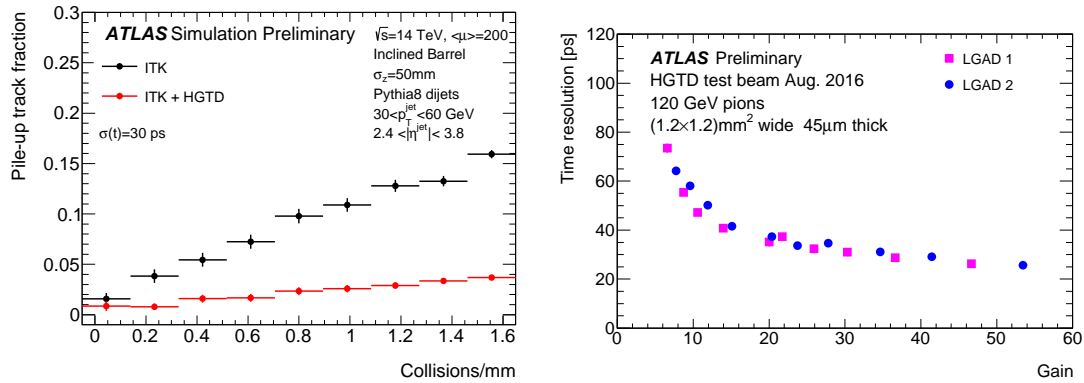 Pile-up track fraction
0.3
0.25
0.2
0.15
0.1
0.05
0
ATLAS Simulation Preliminary
ITK
ITK + HGTD
σ(t)=30 ps
√s=14 TeV, <μ>=200
Inclined Barrel
σz=50mm
Pythia8 dijets
30<pTjet<60 GeV
2.4 <|ηjet|< 3.8
0 0.2 0.4 0.6 0.8 1 1.2 1.4 1.6
Collisions/mm
Time resolution [ps]
120
100
80
60
40
20
0
ATLAS Preliminary
HGTD test beam Aug. 2016
120 GeV pions
(1.2×1.2)mm² wide 45μm thick
LGAD 1
LGAD 2
0 10 20 30 40 50 60
Gain